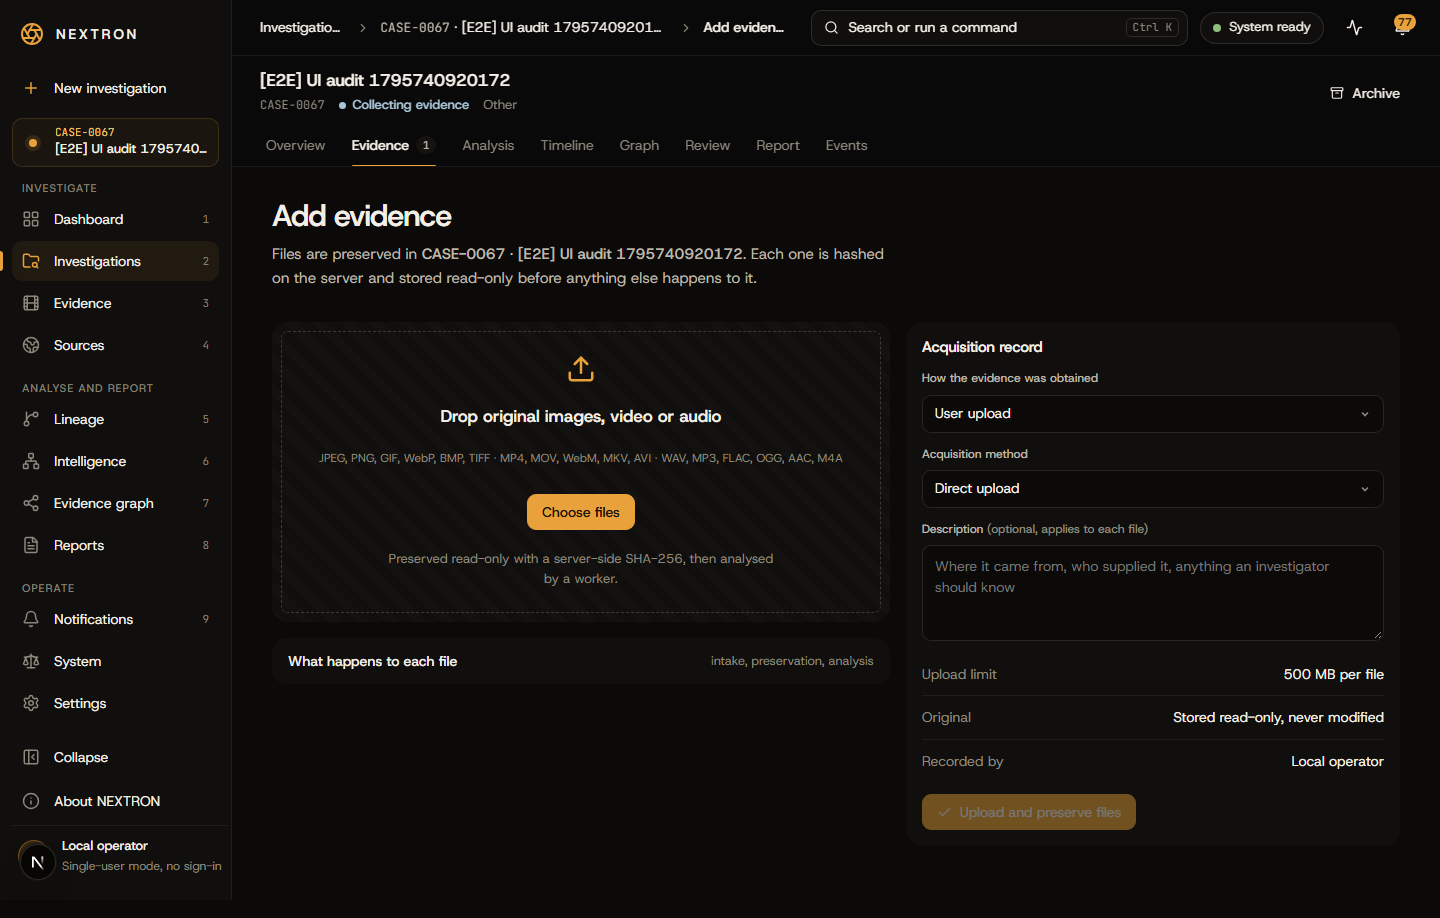 NEXTRON
New investigation
CASE-0067
[E2E] UI audit 1795740...
INVESTIGATE
Dashboard 1
Investigations 2
Evidence 3
Sources 4
ANALYSE AND REPORT
Lineage 5
Intelligence 6
Evidence graph 7
Reports 8
OPERATE
Notifications 9
System
Settings
Collapse
About NEXTRON
N
Local operator
Single-user mode, no sign-in
Investigatio... > CASE-0067 · [E2E] UI audit 17957409201... > Add eviden...
Search or run a command Ctrl K
System ready
77
[E2E] UI audit 1795740920172
CASE-0067 Collecting evidence Other
Archive
Overview Evidence 1 Analysis Timeline Graph Review Report Events
Add evidence
Files are preserved in CASE-0067 · [E2E] UI audit 1795740920172. Each one is hashed
on the server and stored read-only before anything else happens to it.
Drop original images, video or audio
JPEG, PNG, GIF, WebP, BMP, TIFF · MP4, MOV, WebM, MKV, AVI · WAV, MP3, FLAC, OGG, AAC, M4A
Choose files
Preserved read-only with a server-side SHA-256, then analysed
by a worker.
What happens to each file intake, preservation, analysis
Acquisition record
How the evidence was obtained
User upload
Acquisition method
Direct upload
Description (optional, applies to each file)
Where it came from, who supplied it, anything an investigator
should know
Upload limit 500 MB per file
Original Stored read-only, never modified
Recorded by Local operator
Upload and preserve files